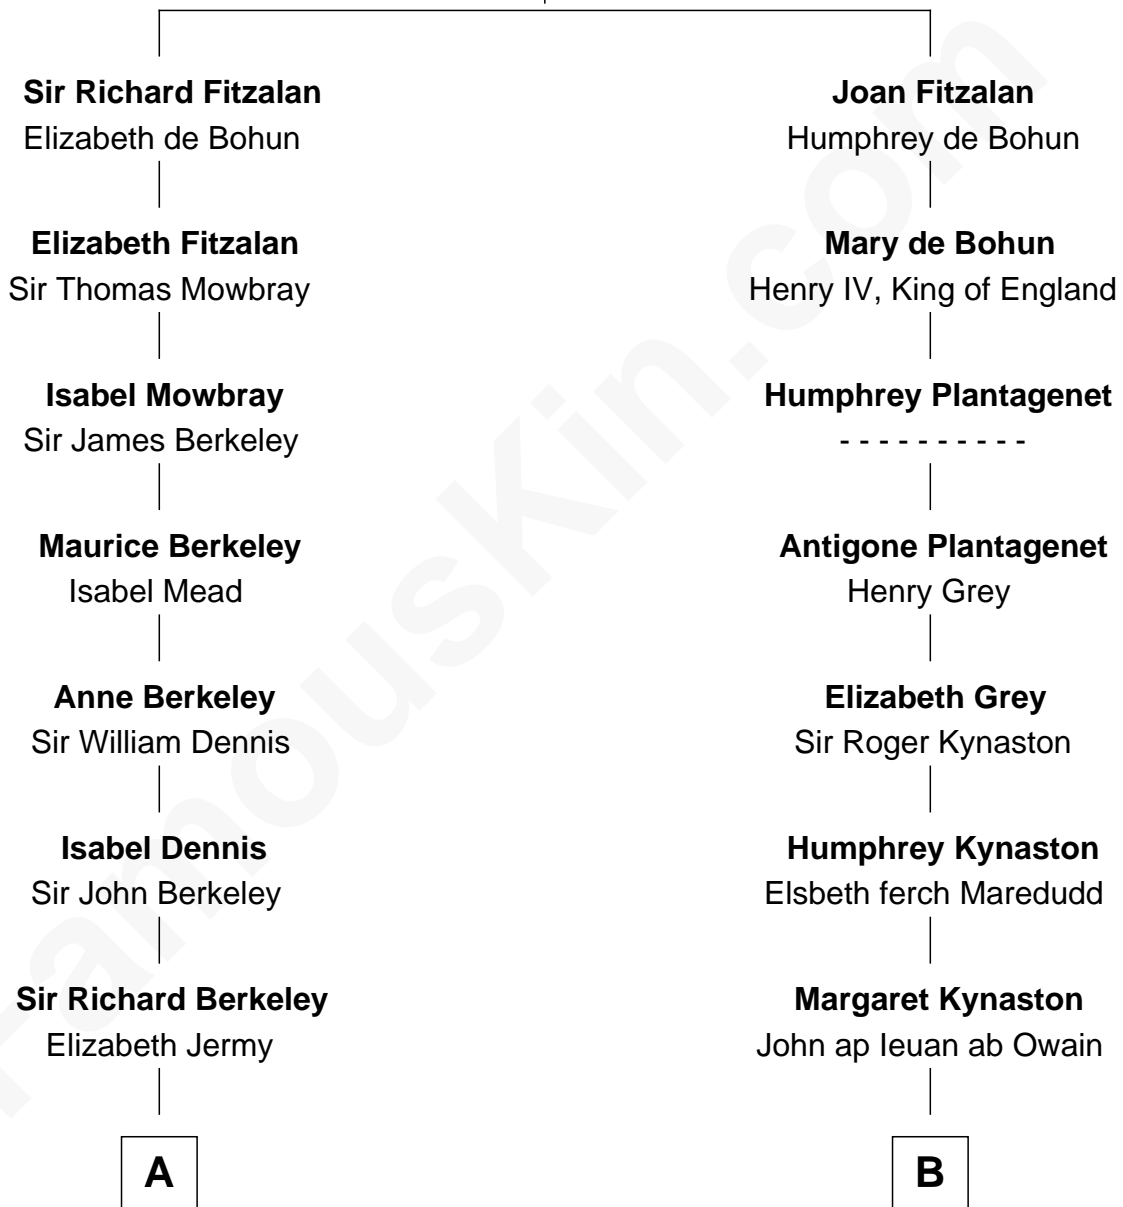 Sir Richard Fitzalan
Elizabeth de Bohun
Elizabeth Fitzalan
Sir Thomas Mowbray
Isabel Mowbray
Sir James Berkeley
Maurice Berkeley
Isabel Mead
Anne Berkeley
Sir William Dennis
Isabel Dennis
Sir John Berkeley
Sir Richard Berkeley
Elizabeth Jermy
A
Joan Fitzalan
Humphrey de Bohun
Mary de Bohun
Henry IV, King of England
Humphrey Plantagenet
- - - - - - - - - -
Antigone Plantagenet
Henry Grey
Elizabeth Grey
Sir Roger Kynaston
Humphrey Kynaston
Elsbeth ferch Maredudd
Margaret Kynaston
John ap Ieuan ab Owain
B
FamousKin.com